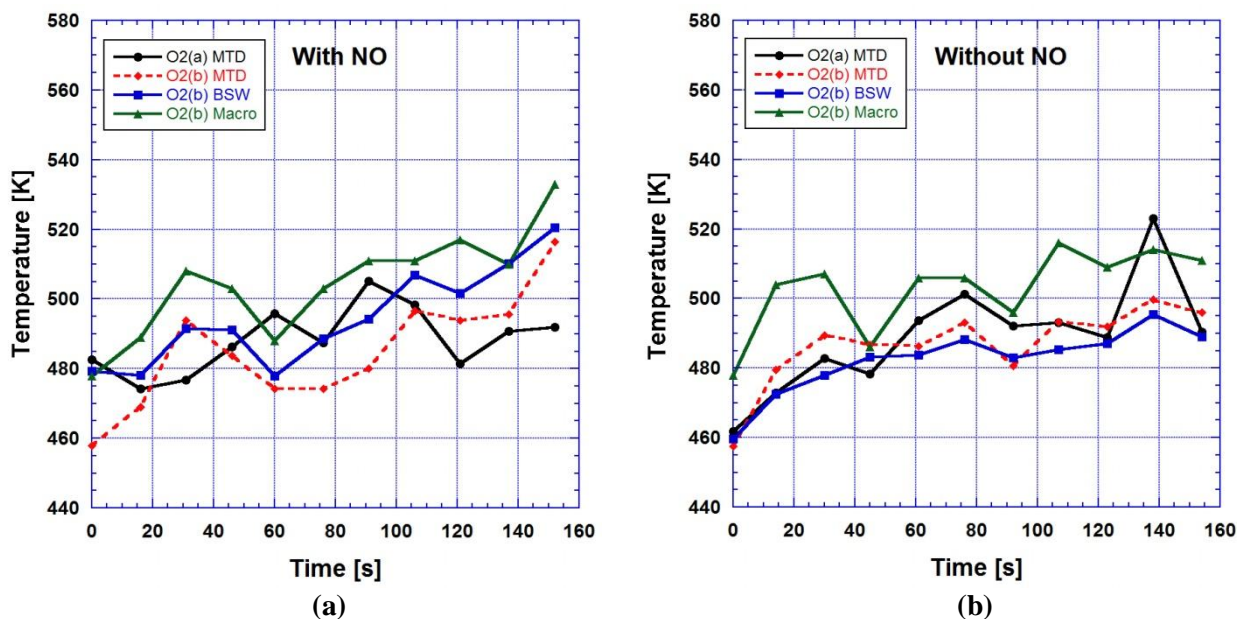 With NO
O2(a) MTD
O2(b) MTD
O2(b) BSW
O2(b) Macro
Temperature [K]
580
560
540
520
500
480
460
440
0 20 40 60 80 100 120 140 160
Time [s]
(a)
Without NO
O2(a) MTD
O2(b) MTD
O2(b) BSW
O2(b) Macro
Temperature [K]
580
560
540
520
500
480
460
440
0 20 40 60 80 100 120 140 160
Time [s]
(b)